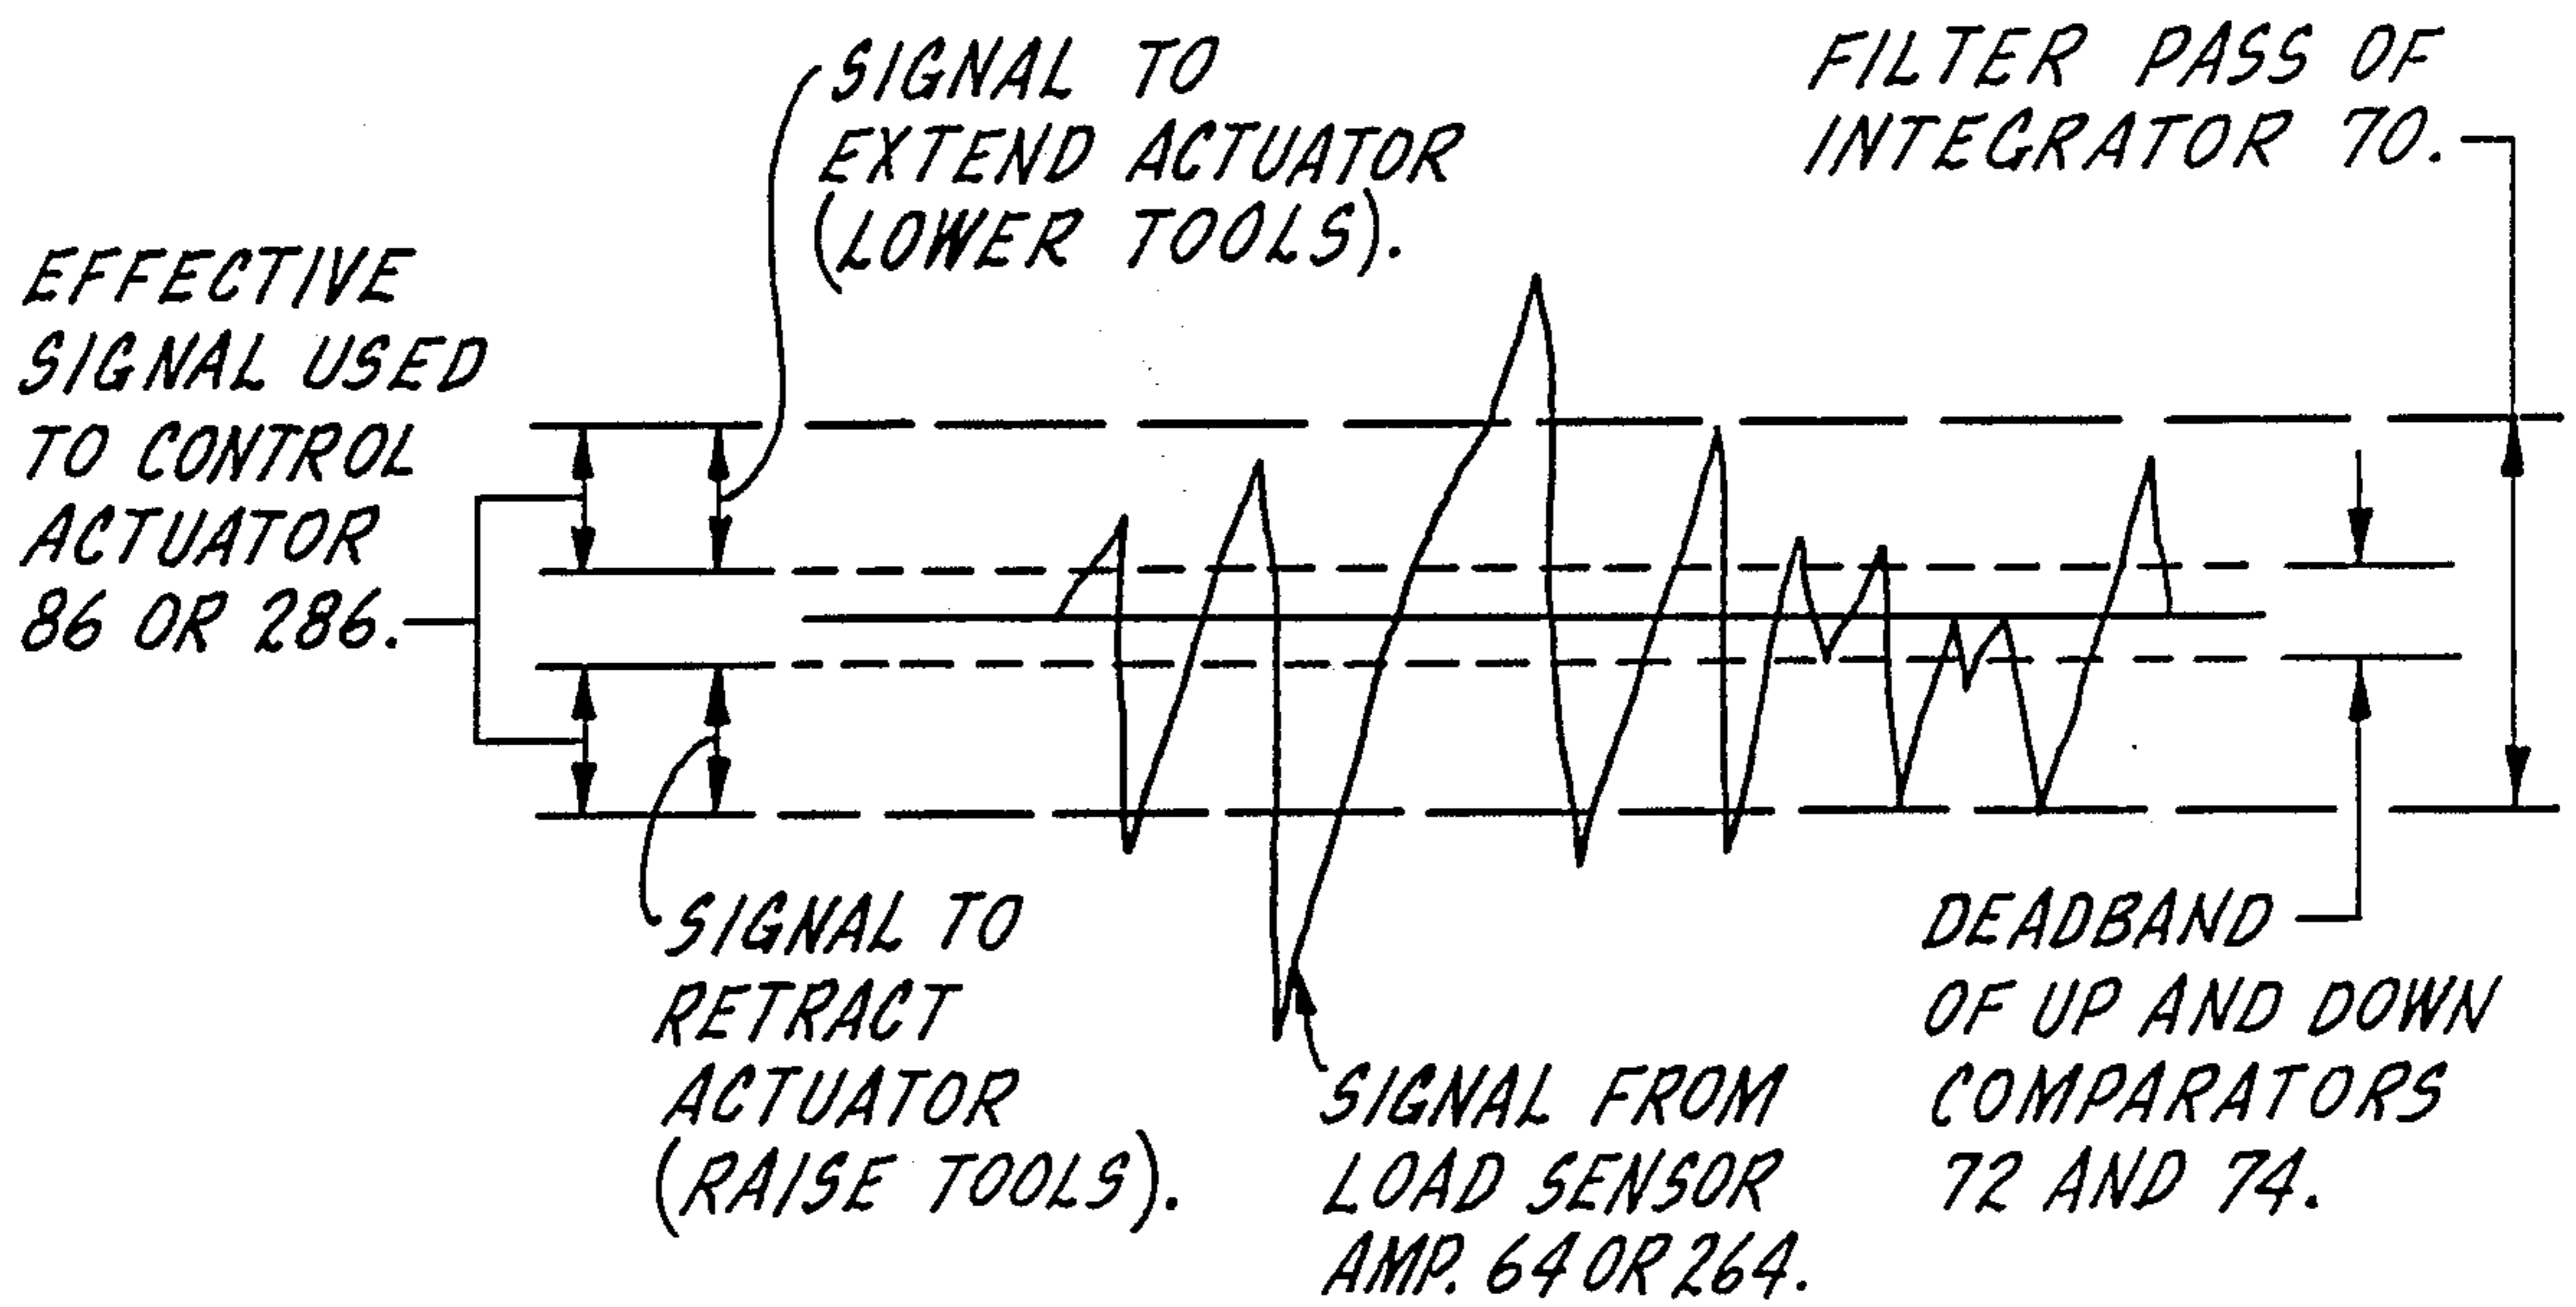 SIGNAL TO
EXTEND ACTUATOR
(LOWER TOOLS).
FILTER PASS OF
INTEGRATOR 70.
EFFECTIVE
SIGNAL USED
TO CONTROL
ACTUATOR
86 OR 286.
SIGNAL TO
RETRACT
ACTUATOR
(RAISE TOOLS).
SIGNAL FROM
LOAD SENSOR
AMP. 64 OR 264.
DEADBAND
OF UP AND DOWN
COMPARATORS
72 AND 74.